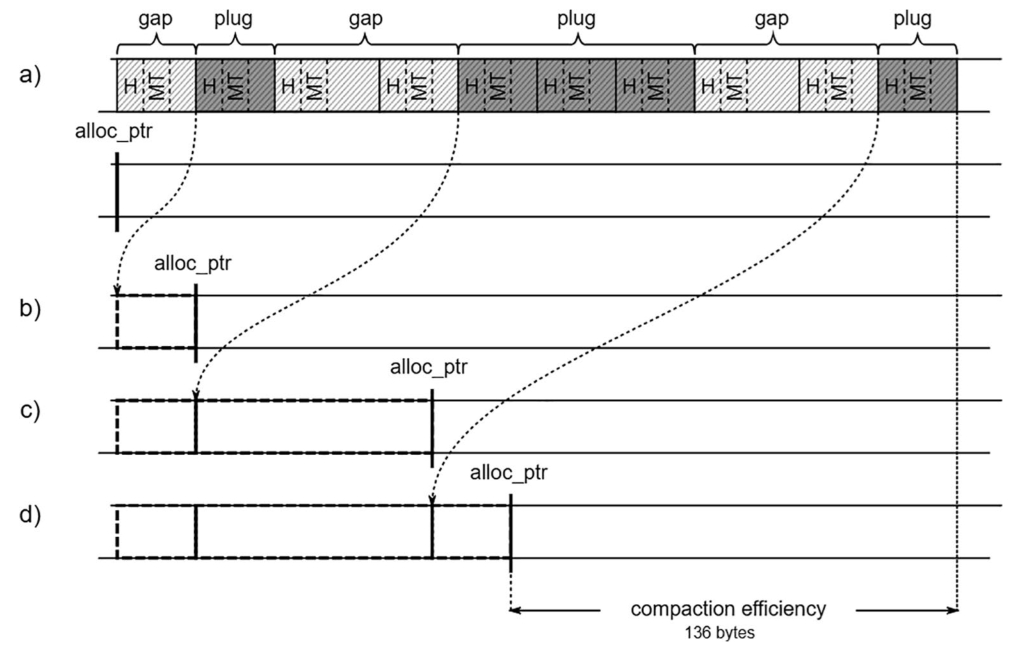 gap plug gap plug gap plug
a) H MT H MT H MT H MT H MT H MT H MT H MT H MT H MT
alloc_ptr
alloc_ptr
b)
alloc_ptr
c)
alloc_ptr
d)
compaction efficiency
136 bytes